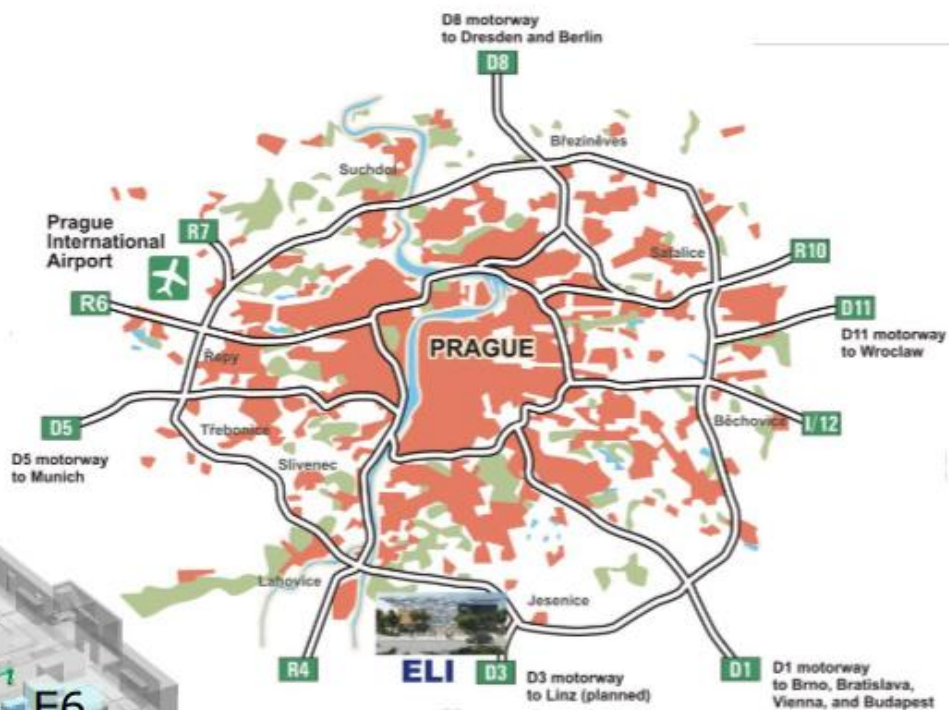 D8 motorway
to Dresden and Berlin
D8
Březiněves
Suchdol
Prague
International
Airport
R7
Satalice
R10
R6
D11
D11 motorway
to Wroclaw
PRAGUE
Řepy
D5
Třebonice
Běchovice
I/12
D5 motorway
to Munich
Slivenec
Lahovice
Jesenice
R4
ELI
D3
D3 motorway
to Linz (planned)
D1
D1 motorway
to Brno, Bratislava,
Vienna, and Budapest
E6